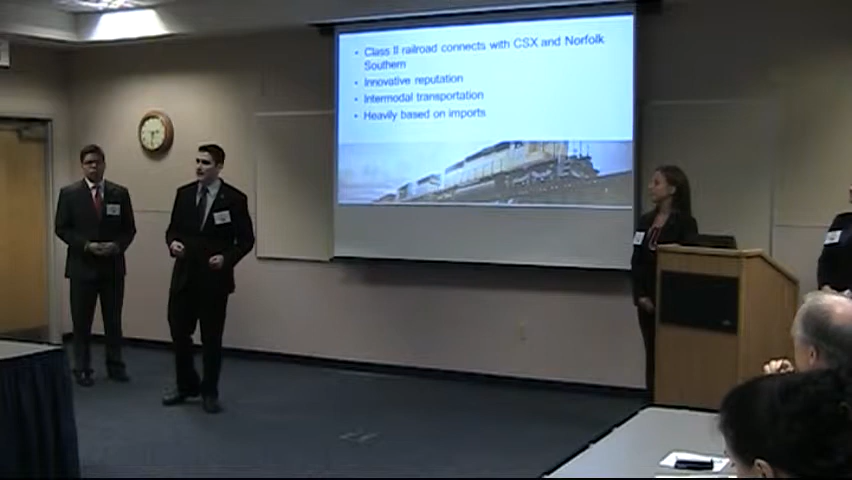 • Class II railroad connects with CSX and Norfolk
Southern
• Innovative reputation
• Intermodal transportation
• Heavily based on imports